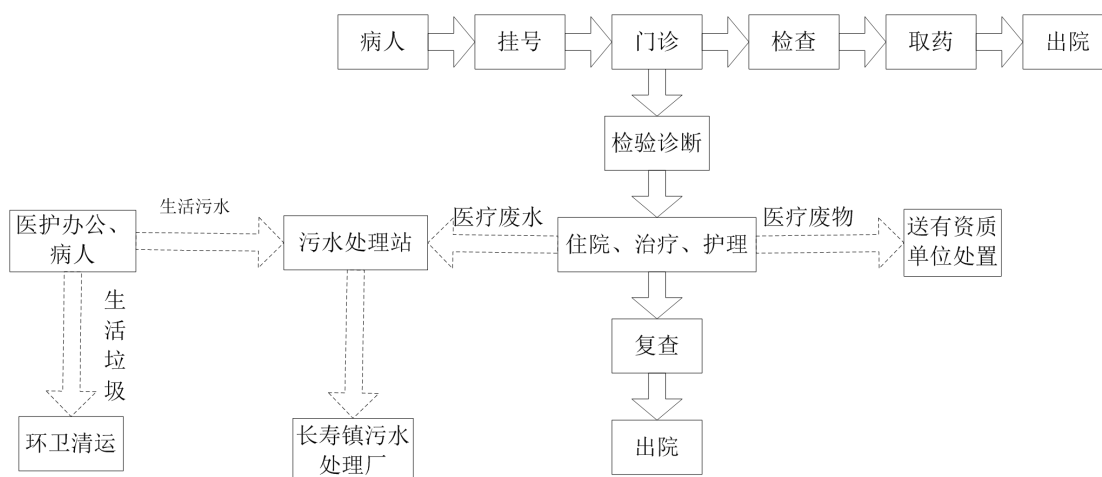 病人
挂号
门诊
检查
取药
出院
检验诊断
生活污水
医疗废水
医疗废物
医护办公、
病人
污水处理站
住院、治疗、护理
送有资质
单位处置
生活垃圾
复查
环卫清运
长寿镇污水
处理厂
出院